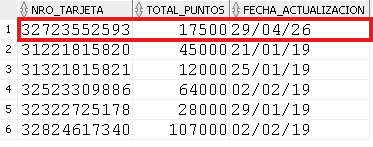 NRO_TARJETA TOTAL_PUNTOS FECHA_ACTUALIZACION
1 32723552593 17500 29/04/26
2 31221815820 45000 21/01/19
3 31321815821 12000 25/01/19
4 32523309886 64000 02/02/19
5 32322725178 28000 29/01/19
6 32824617340 107000 02/02/19